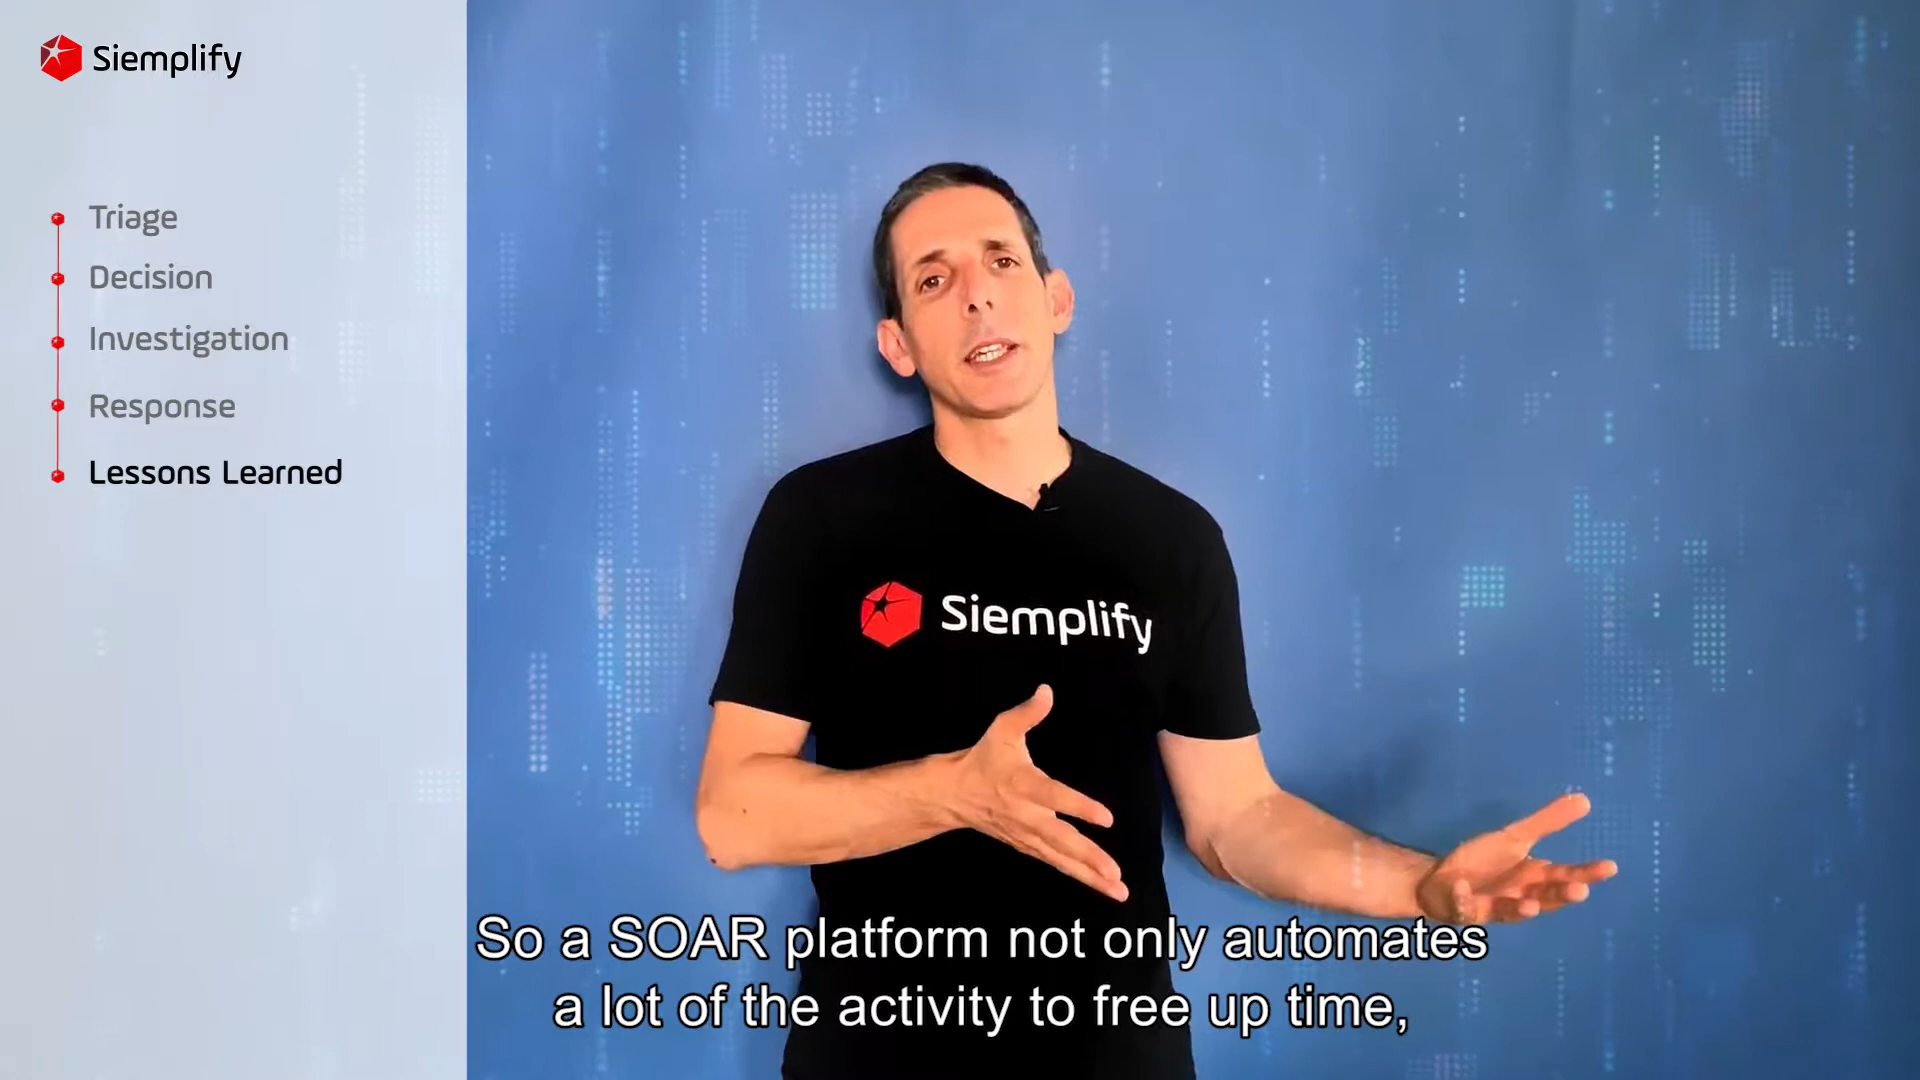 Siemplify
Triage
Decision
Investigation
Response
Lessons Learned
Siemplify
So a SOAR platform not only automates
a lot of the activity to free up time,